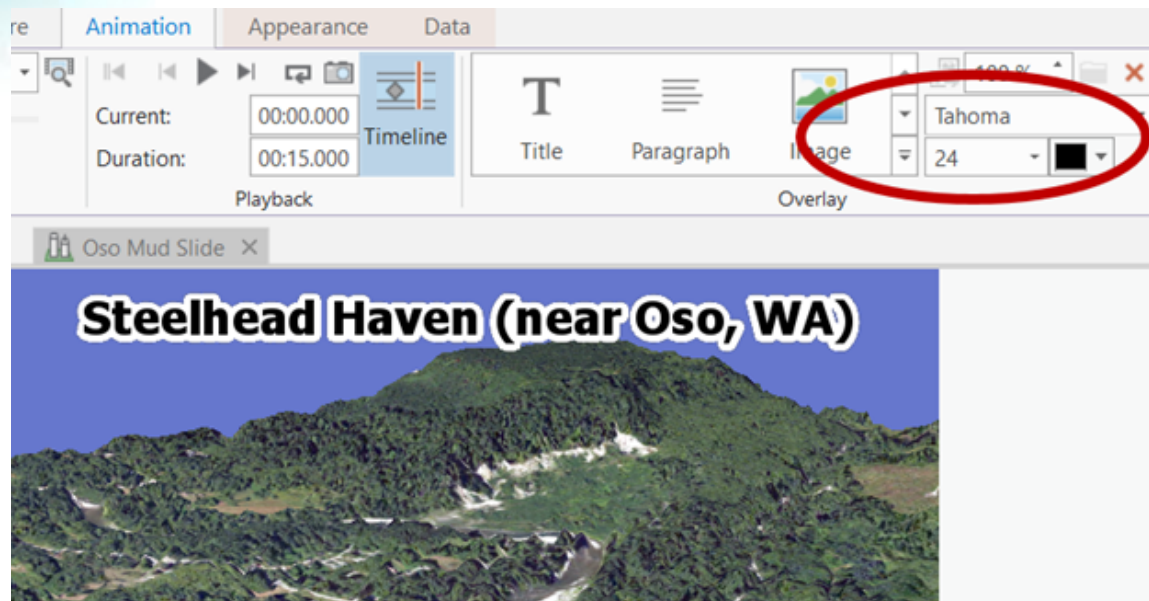 re Animation Appearance Data
100 %
Current: 00:00.000
Duration: 00:15.000
Timeline
Title Paragraph Image
Tahoma
24
Playback Overlay
Oso Mud Slide
Steelhead Haven (near Oso, WA)